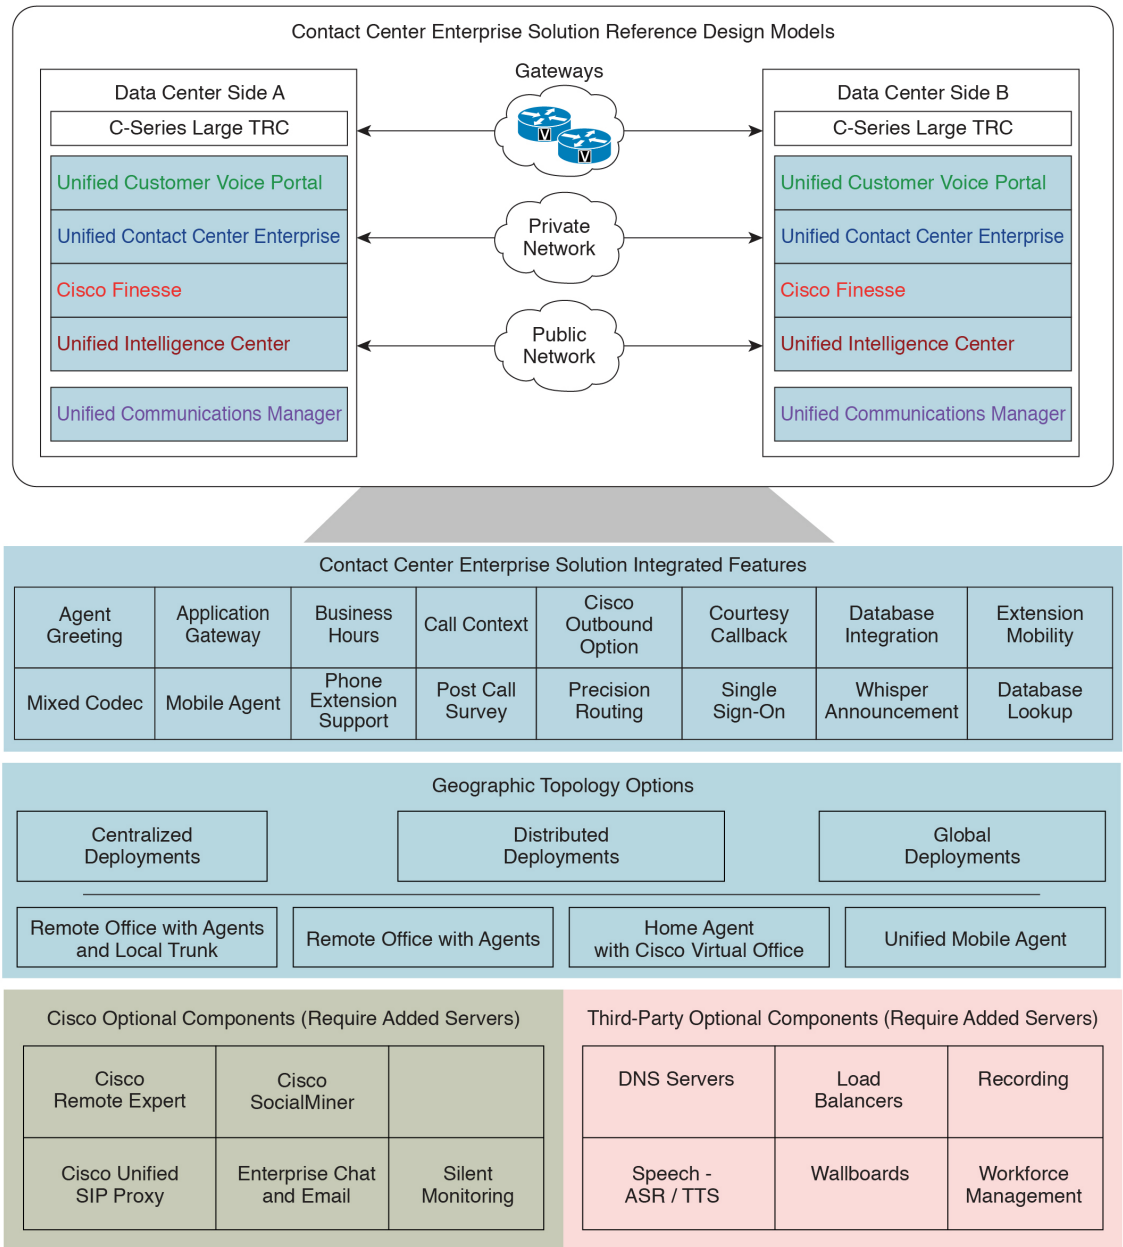 Contact Center Enterprise Solution Reference Design Models
Data Center Side A
C-Series Large TRC
Unified Customer Voice Portal
Unified Contact Center Enterprise
Cisco Finesse
Unified Intelligence Center
Unified Communications Manager
Gateways
V
V
Private
Network
Public
Network
Data Center Side B
C-Series Large TRC
Unified Customer Voice Portal
Unified Contact Center Enterprise
Cisco Finesse
Unified Intelligence Center
Unified Communications Manager
Contact Center Enterprise Solution Integrated Features
Agent
Greeting
Application
Gateway
Business
Hours
Call Context
Cisco
Outbound
Option
Courtesy
Callback
Database
Integration
Extension
Mobility
Mixed Codec
Mobile Agent
Phone
Extension
Support
Post Call
Survey
Precision
Routing
Single
Sign-On
Whisper
Announcement
Database
Lookup
Geographic Topology Options
Centralized
Deployments
Distributed
Deployments
Global
Deployments
Remote Office with Agents
and Local Trunk
Remote Office with Agents
Home Agent
with Cisco Virtual Office
Unified Mobile Agent
Cisco Optional Components (Require Added Servers)
Cisco
Remote Expert
Cisco
SocialMiner
Cisco Unified
SIP Proxy
Enterprise Chat
and Email
Silent
Monitoring
Third-Party Optional Components (Require Added Servers)
DNS Servers
Load
Balancers
Recording
Speech -
ASR / TTS
Wallboards
Workforce
Management